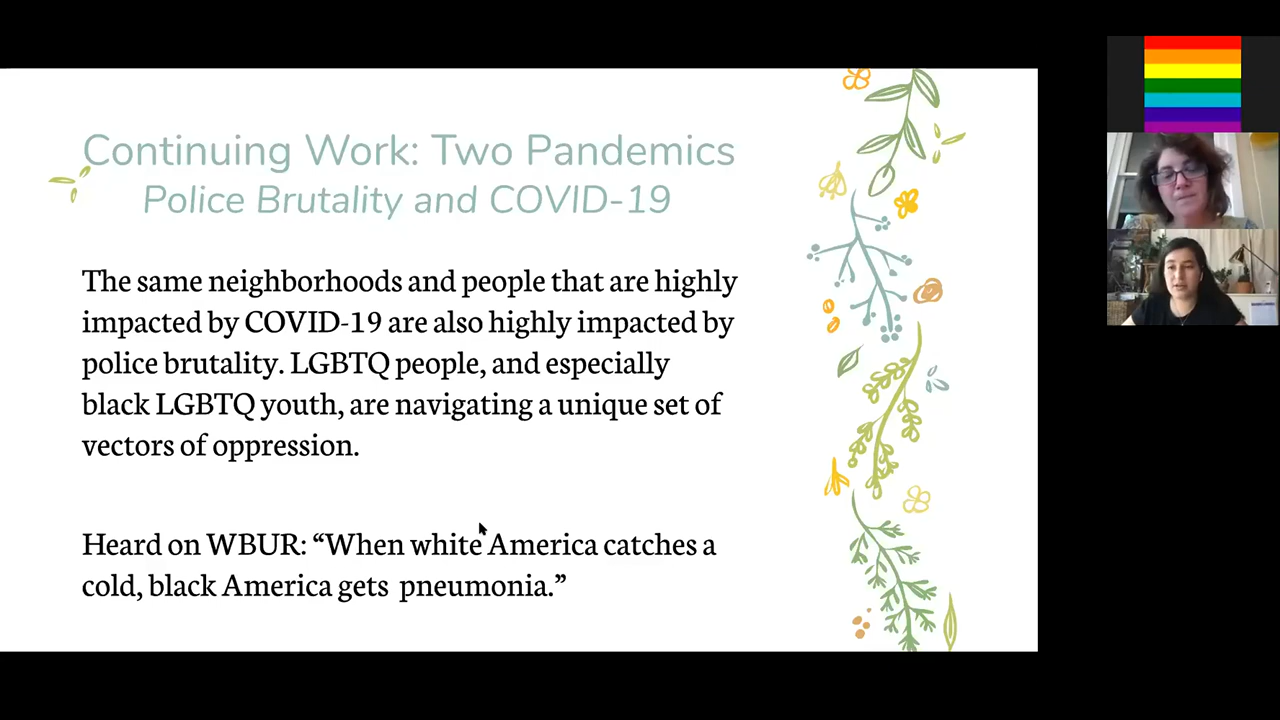 Continuing Work: Two Pandemics
Police Brutality and COVID-19
The same neighborhoods and people that are highly
impacted by COVID-19 are also highly impacted by
police brutality. LGBTQ people, and especially
black LGBTQ youth, are navigating a unique set of
vectors of oppression.
Heard on WBUR: “When white America catches a
cold, black America gets  pneumonia.”